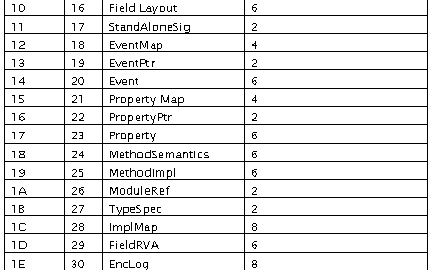 10 16 Field Layout 6
11 17 StandAloneSig 2
12 18 EventMap 4
13 19 EventPtr 2
14 20 Event 6
15 21 Property Map 4
16 22 PropertyPtr 2
17 23 Property 6
18 24 MethodSemantics 6
19 25 MethodImpl 6
1A 26 ModuleRef 2
1B 27 TypeSpec 2
1C 28 ImplMap 8
1D 29 FieldRVA 6
1E 30 EncLog 8